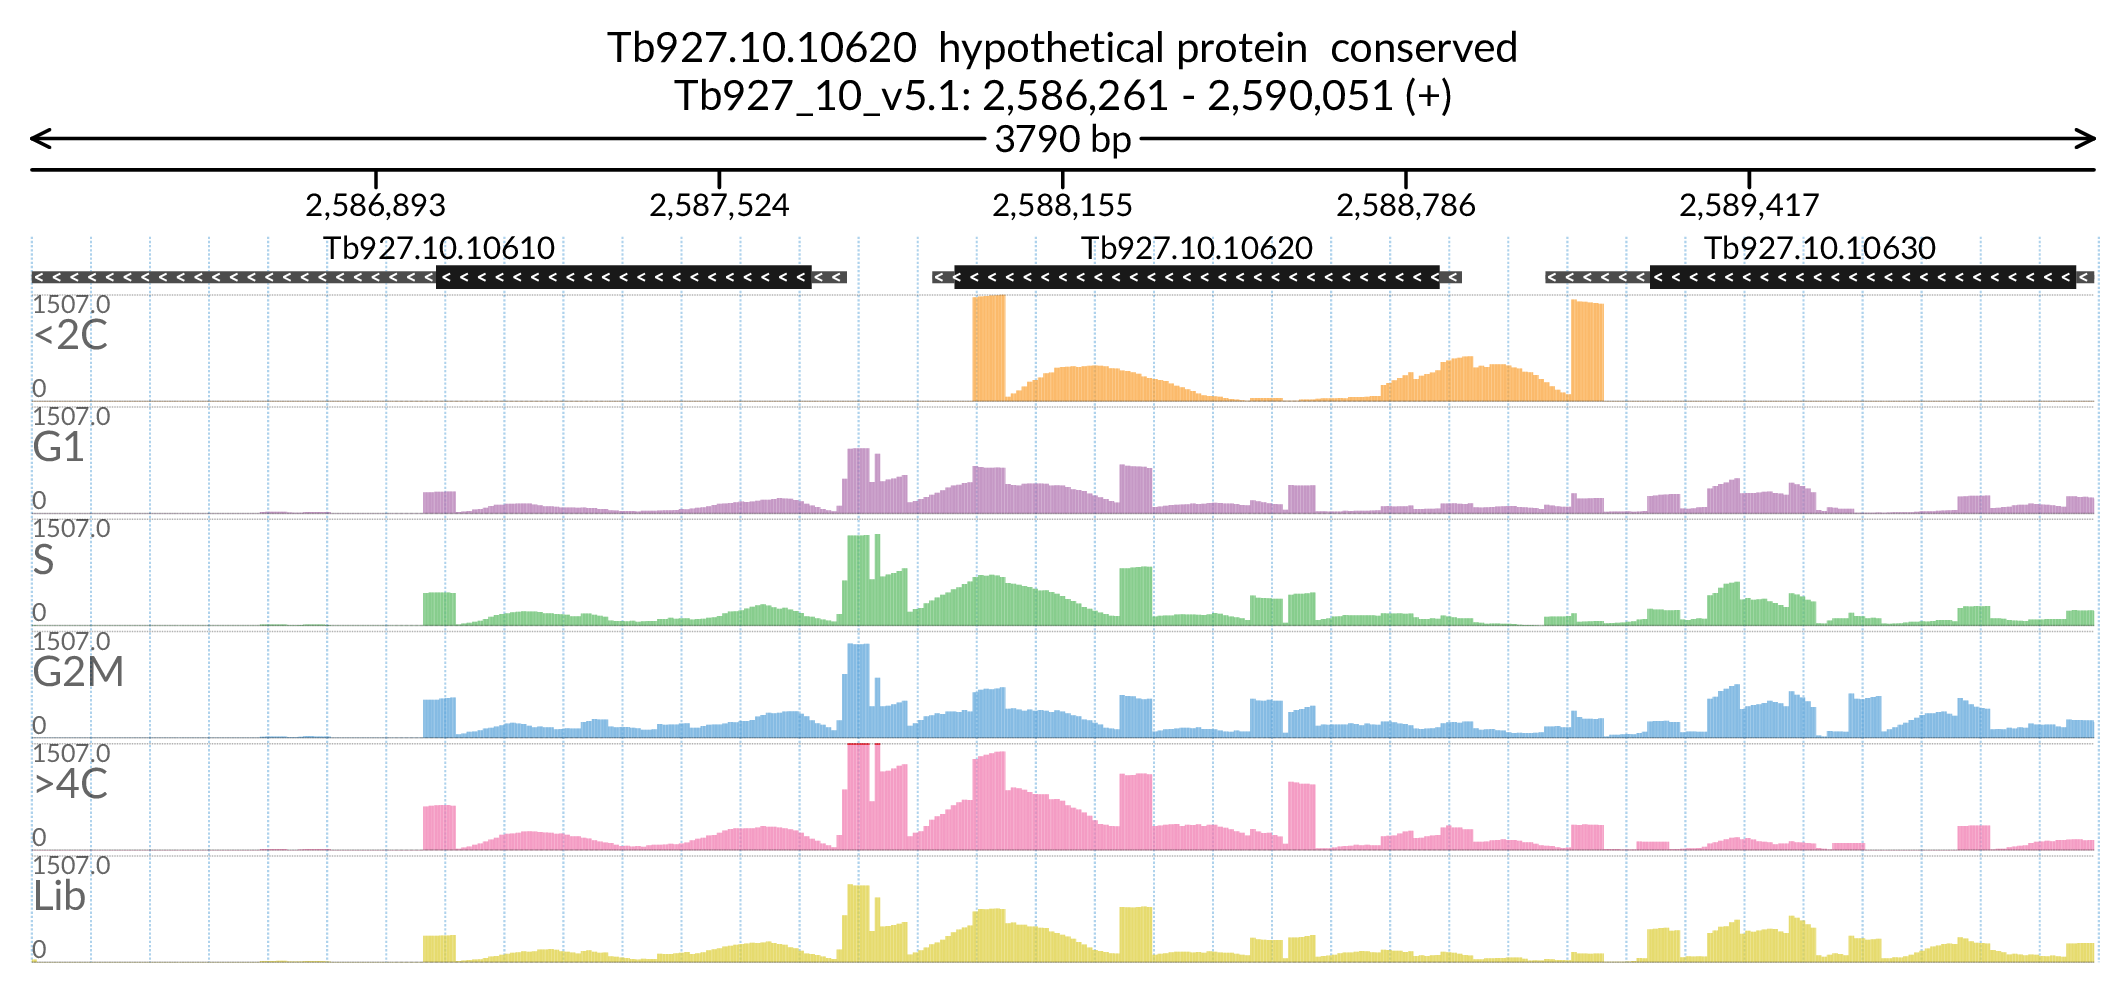 Tb927.10.10620 hypothetical protein conserved
Tb927_10_v5.1: 2,586,261 - 2,590,051 (+)
3790 bp
2,586,893 2,587,524 2,588,155 2,588,786 2,589,417
Tb927.10.10610 Tb927.10.10620 Tb927.10.10630
1507.0
<2C
0
1507.0
G1
0
1507.0
S
0
1507.0
G2M
0
1507.0
>4C
0
1507.0
Lib
0